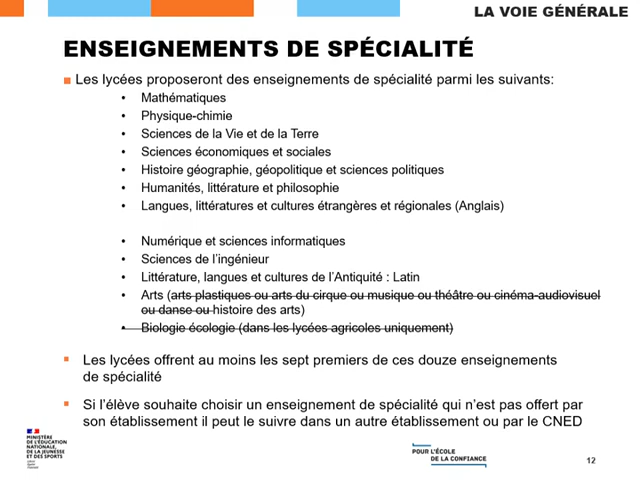 LA VOIE GÉNÉRALE
ENSEIGNEMENTS DE SPÉCIALITÉ
Les lycées proposeront des enseignements de spécialité parmi les suivants:
• Mathématiques
• Physique-chimie
• Sciences de la Vie et de la Terre
• Sciences économiques et sociales
• Histoire géographie, géopolitique et sciences politiques
• Humanités, littérature et philosophie
• Langues, littératures et cultures étrangères et régionales (Anglais)
• Numérique et sciences informatiques
• Sciences de l'ingénieur
• Littérature, langues et cultures de l'Antiquité : Latin
• Arts (arts plastiques ou arts du cirque ou musique ou théâtre ou cinéma-audiovisuel
ou danse ou histoire des arts)
• Biologie écologie (dans les lycées agricoles uniquement)
Les lycées offrent au moins les sept premiers de ces douze enseignements
de spécialité
Si l'élève souhaite choisir un enseignement de spécialité qui n'est pas offert par
son établissement il peut le suivre dans un autre établissement ou par le CNED
MINISTÈRE
DE L'ÉDUCATION
NATIONALE,
DE LA JEUNESSE
ET DES SPORTS
POUR L'ÉCOLE
DE LA CONFIANCE
12